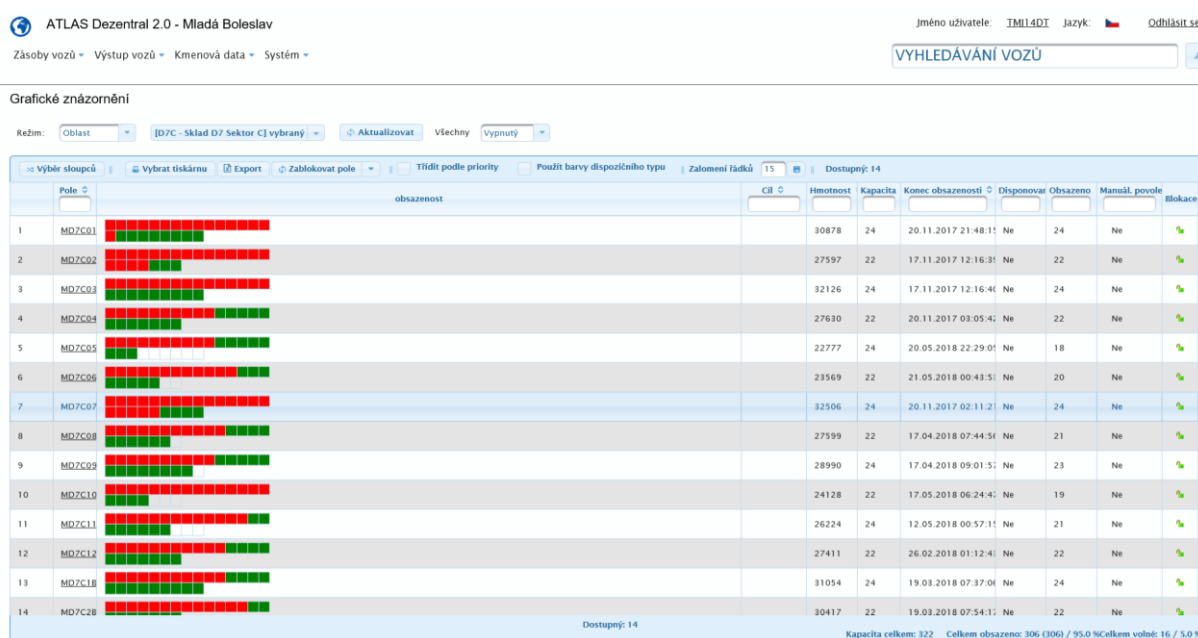 ATLAS Dezentral 2.0 - Mladá Boleslav
Jméno uživatele: TMI14DT Jazyk: Odhlásit se
Zásoby vozů Výstup vozů Kmenová data Systém
VYHLEDÁVÁNÍ VOZŮ
Grafické znázornění
Režim: Oblast [D7C - Sklad D7 Sektor C] vybraný Aktualizovat Všechny Vypnutý
Výběr sloupců Vybrat tiskárnu Export Zablokovat pole Třídit podle priority Použít barvy dispozičního typu Zalomení řádků 15 Dostupný: 14
Pole obsazenost Cíl Hmotnost Kapacita Konec obsazenosti Disponovar Obsazeno Manuál. povole Blokace
1 MD7C01 30878 24 20.11.2017 21:48:1 Ne 24 Ne
2 MD7C02 27597 22 17.11.2017 12:16:3 Ne 22 Ne
3 MD7C03 32126 24 17.11.2017 12:16:4 Ne 24 Ne
4 MD7C04 27630 22 20.11.2017 03:05:4 Ne 22 Ne
5 MD7C05 22777 24 20.05.2018 22:29:0 Ne 18 Ne
6 MD7C06 23569 22 21.05.2018 00:43:5 Ne 20 Ne
7 MD7C07 32506 24 20.11.2017 02:11:2 Ne 24 Ne
8 MD7C08 27599 22 17.04.2018 07:44:5 Ne 21 Ne
9 MD7C09 28990 24 17.04.2018 09:01:5 Ne 23 Ne
10 MD7C10 24128 22 17.05.2018 06:24:4 Ne 19 Ne
11 MD7C11 26224 24 12.05.2018 00:57:1 Ne 21 Ne
12 MD7C12 27411 22 26.02.2018 01:12:4 Ne 22 Ne
13 MD7C1B 31054 24 19.03.2018 07:37:0 Ne 24 Ne
14 MD7C2B 30417 22 19.03.2018 07:54:1 Ne 22 Ne
Dostupný: 14
Kapacita celkem: 322 Celkem obsazeno: 306 (306) / 95.0 %Celkem volné: 16 / 5.0 %